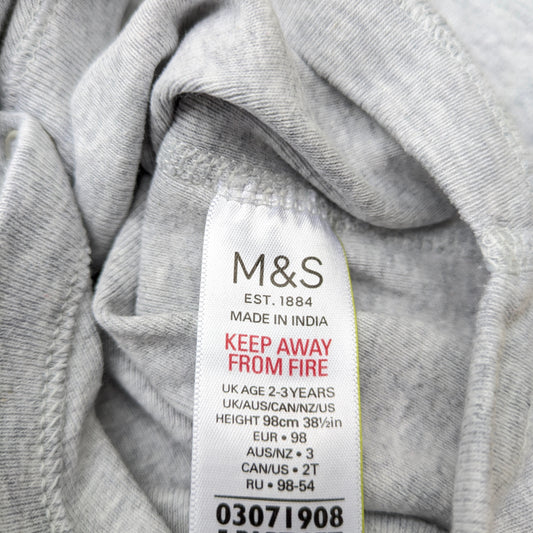 M&S
EST. 1884
MADE IN INDIA
KEEP AWAY
FROM FIRE
UK AGE 2-3 YEARS
UK/AUS/CAN/NZ/US
HEIGHT 98cm 38½in
EUR • 98
AUS/NZ • 3
CAN/US • 2T
RU • 98-54
03071908